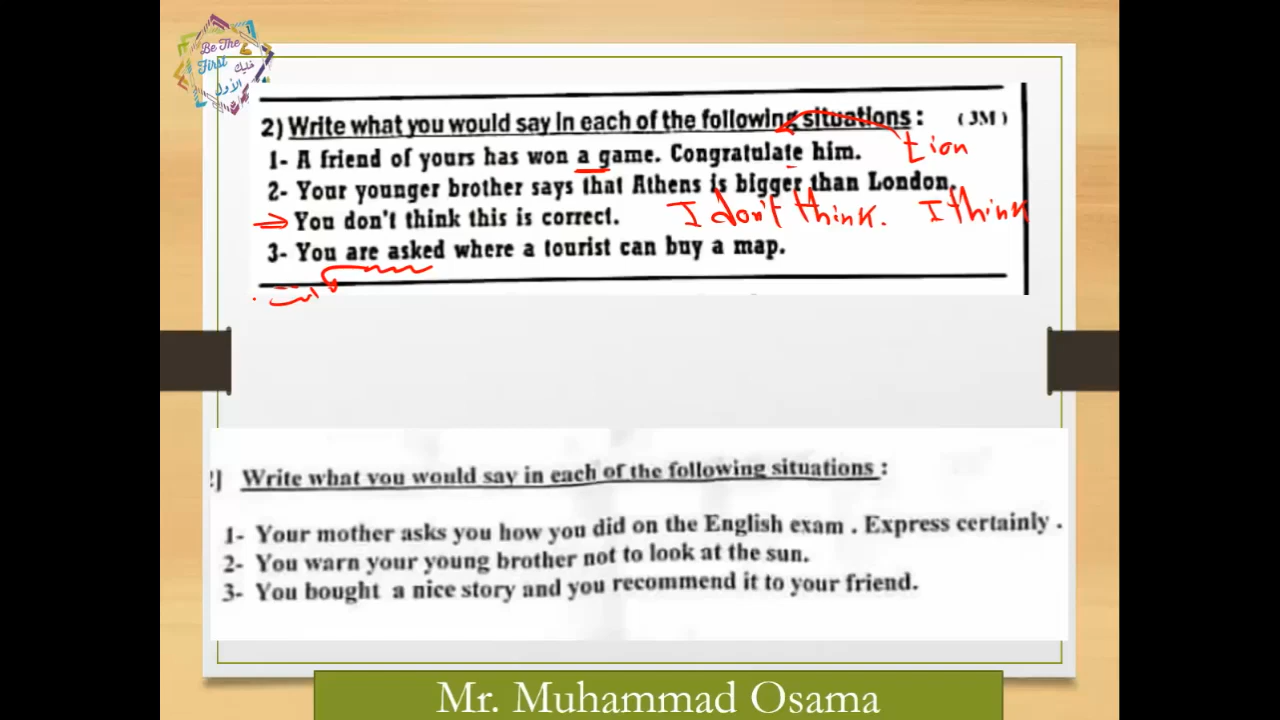 Be The
First
خليك
الأول
2) Write what you would say in each of the following situations : (3M)
1- A friend of yours has won a game. Congratulate him. tion
2- Your younger brother says that Athens is bigger than London.
You don't think this is correct. I don't think. I think
3- You are asked where a tourist can buy a map.
انت
!] Write what you would say in each of the following situations :
1- Your mother asks you how you did on the English exam . Express certainly .
2- You warn your young brother not to look at the sun.
3- You bought a nice story and you recommend it to your friend.
Mr. Muhammad Osama